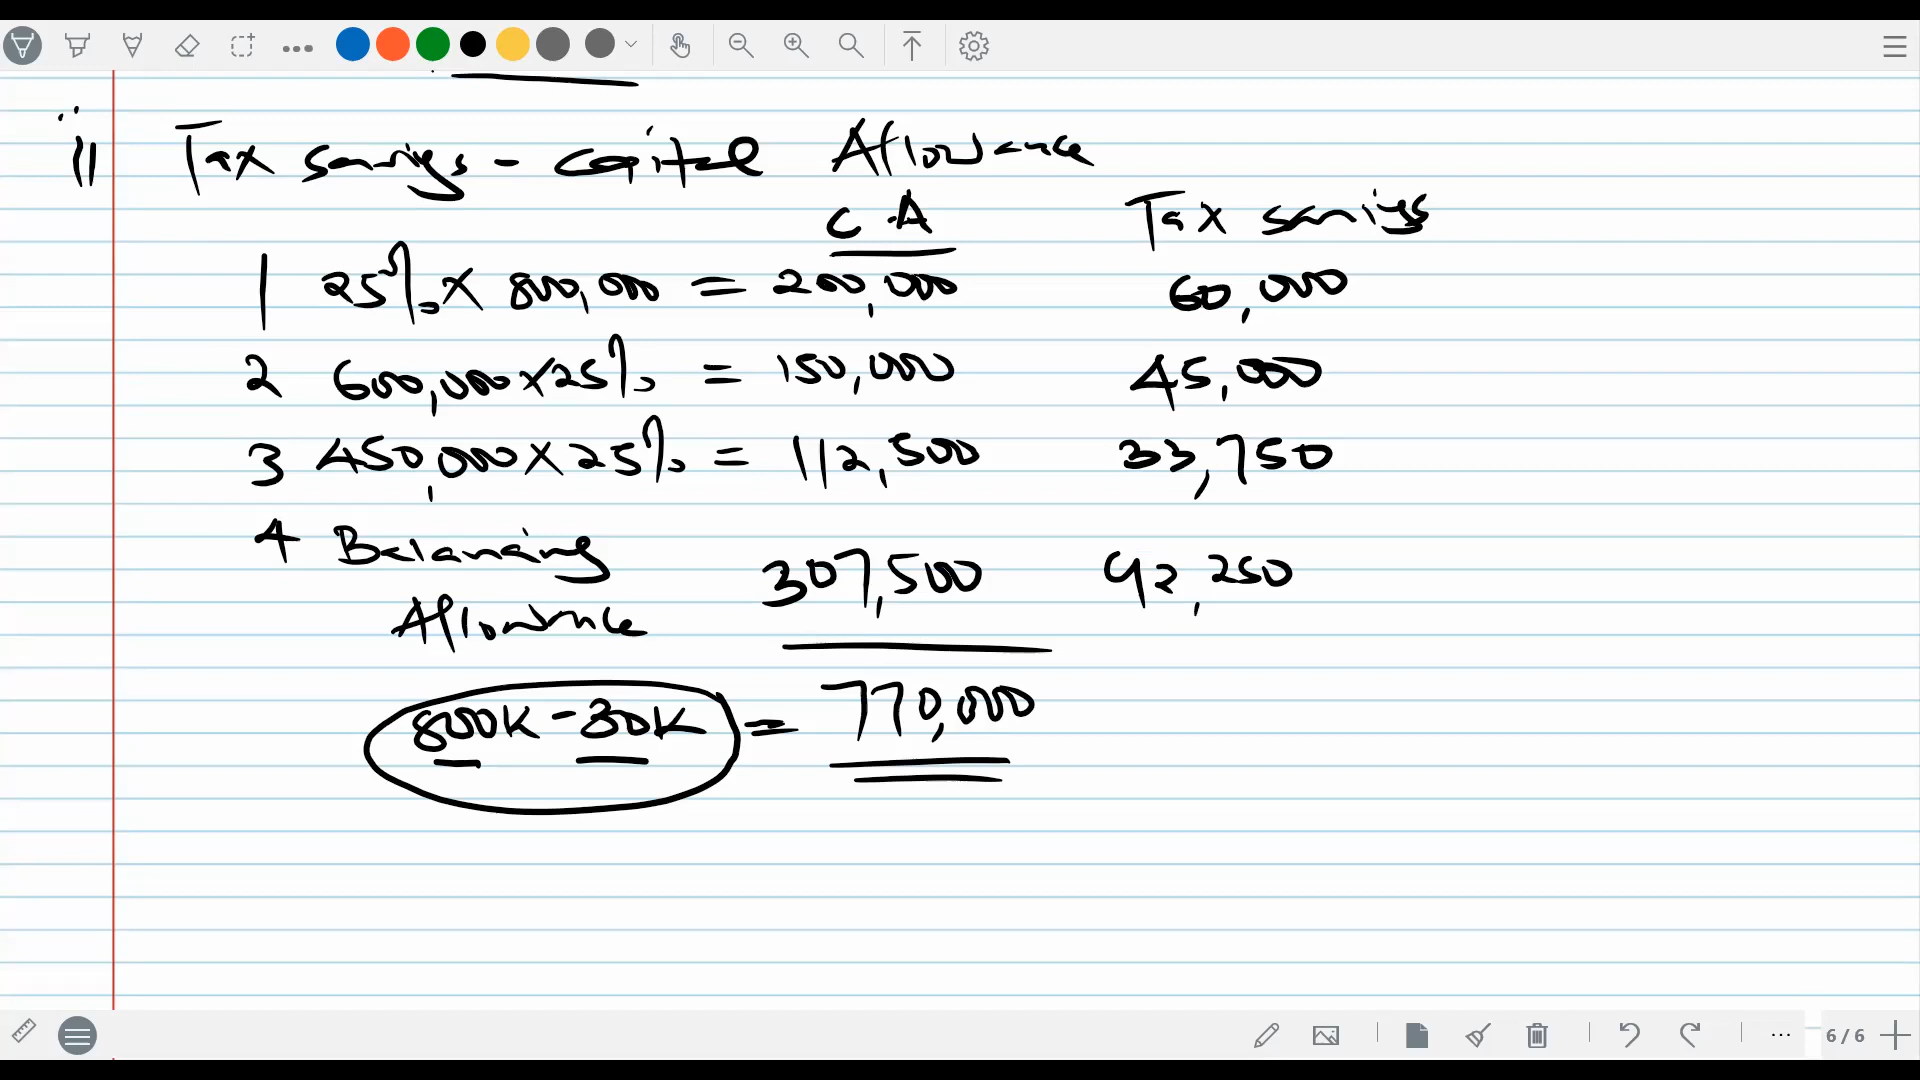 ii Tax savings - capital Allowance
C.A Tax savings
1 25% X 800,000 = 200,000 60,000
2 600,000 X 25% = 150,000 45,000
3 450,000 X 25% = 112,500 33,750
4 Balancing
Allowance 307,500 92,250
800K - 30K = 770,000
6 / 6